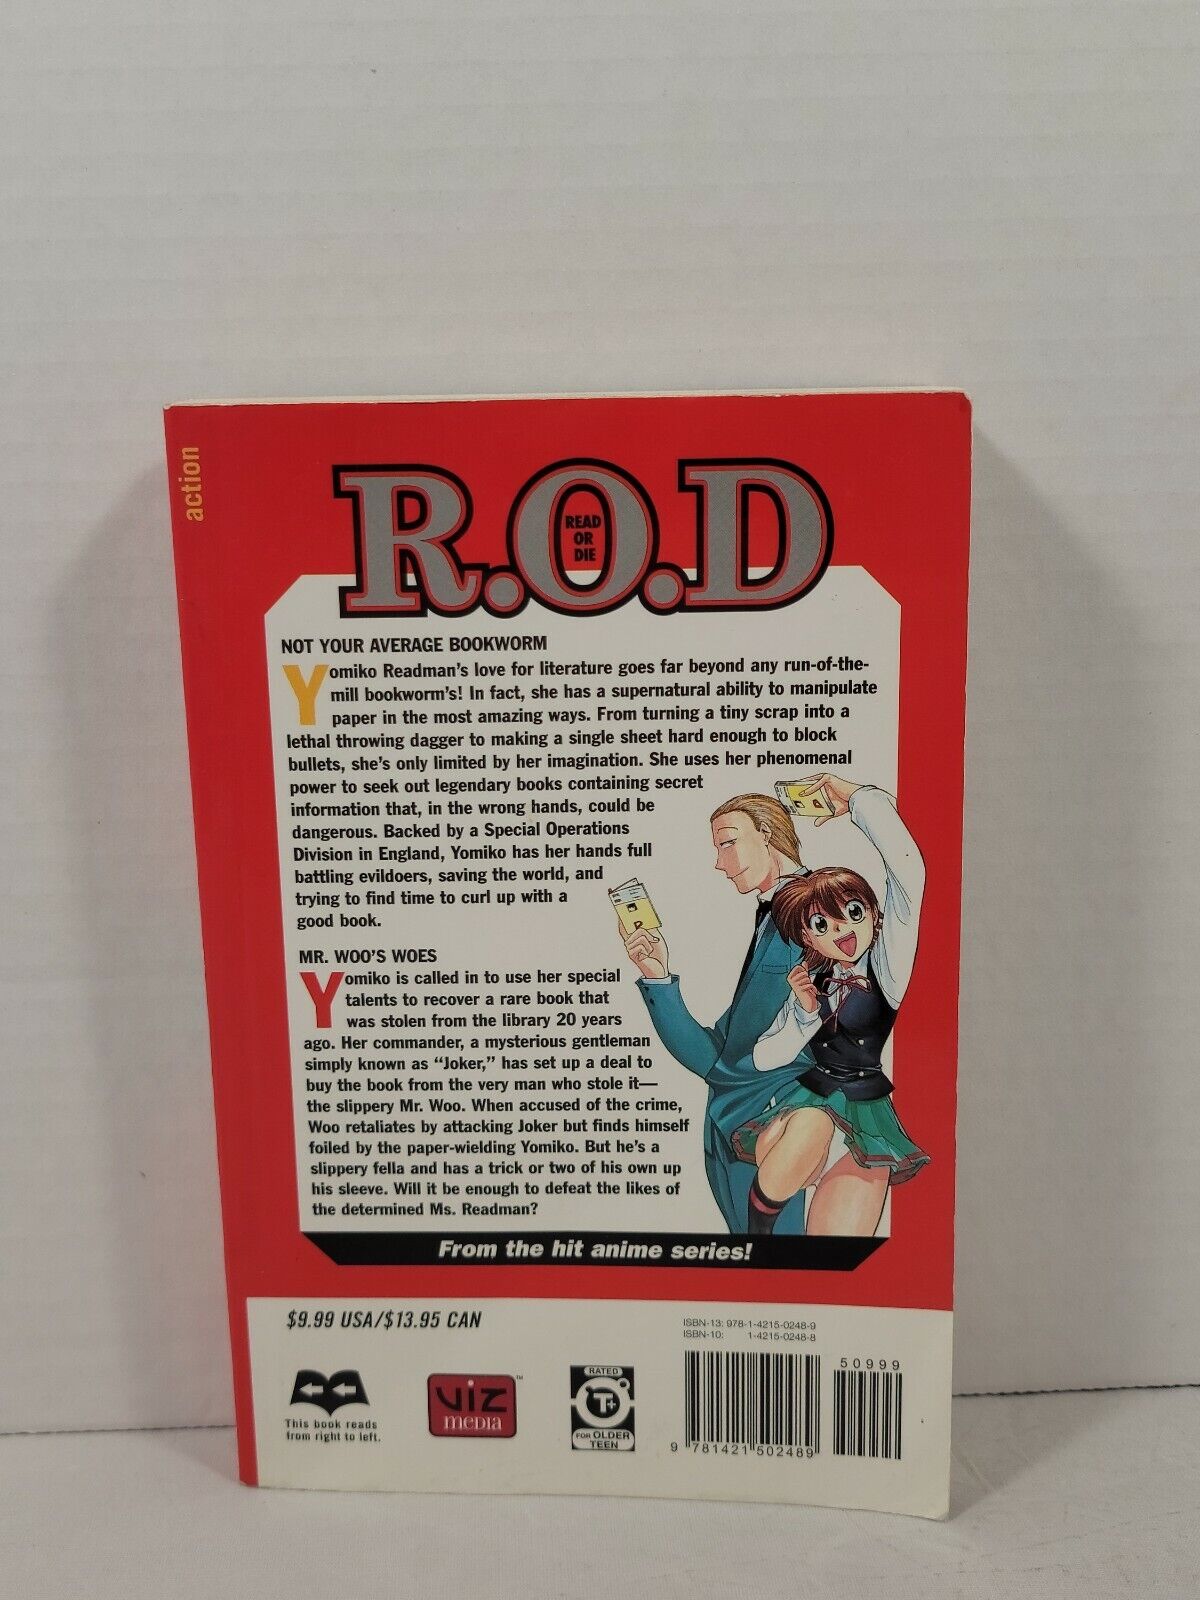 action
R.O.D
READ
OR
DIE
NOT YOUR AVERAGE BOOKWORM
Yomiko Readman's love for literature goes far beyond any run-of-the-
mill bookworm's! In fact, she has a supernatural ability to manipulate
paper in the most amazing ways. From turning a tiny scrap into a
lethal throwing dagger to making a single sheet hard enough to block
bullets, she's only limited by her imagination. She uses her phenomenal
power to seek out legendary books containing secret
information that, in the wrong hands, could be
dangerous. Backed by a Special Operations
Division in England, Yomiko has her hands full
battling evildoers, saving the world, and
trying to find time to curl up with a
good book.
MR. WOO'S WOES
Yomiko is called in to use her special
talents to recover a rare book that
was stolen from the library 20 years
ago. Her commander, a mysterious gentleman
simply known as “Joker,” has set up a deal to
buy the book from the very man who stole it—
the slippery Mr. Woo. When accused of the crime,
Woo retaliates by attacking Joker but finds himself
foiled by the paper-wielding Yomiko. But he's a
slippery fella and has a trick or two of his own up
his sleeve. Will it be enough to defeat the likes of
the determined Ms. Readman?
From the hit anime series!
$9.99 USA/$13.95 CAN
ISBN-13: 978-1-4215-0248-9
ISBN-10: 1-4215-0248-8
This book reads
from right to left.
VIZ
MEDIA
™
RATED
T+
FOR OLDER
TEEN
50999
9 781421 502489